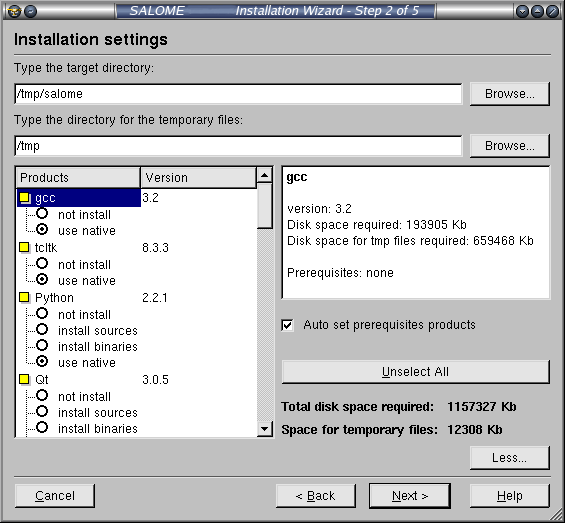 SALOME Installation Wizard - Step 2 of 5
Installation settings
Type the target directory:
/tmp/salome
Browse...
Type the directory for the temporary files:
/tmp
Browse...
Products Version
gcc 3.2
not install
use native
tcltk 8.3.3
not install
use native
Python 2.2.1
not install
install sources
install binaries
use native
Qt 3.0.5
not install
install sources
install binaries
gcc
version: 3.2
Disk space required: 193905 Kb
Disk space for tmp files required: 659468 Kb
Prerequisites: none
Auto set prerequisites products
Unselect All
Total disk space required: 1157327 Kb
Space for temporary files: 12308 Kb
Less...
Cancel
< Back
Next >
Help